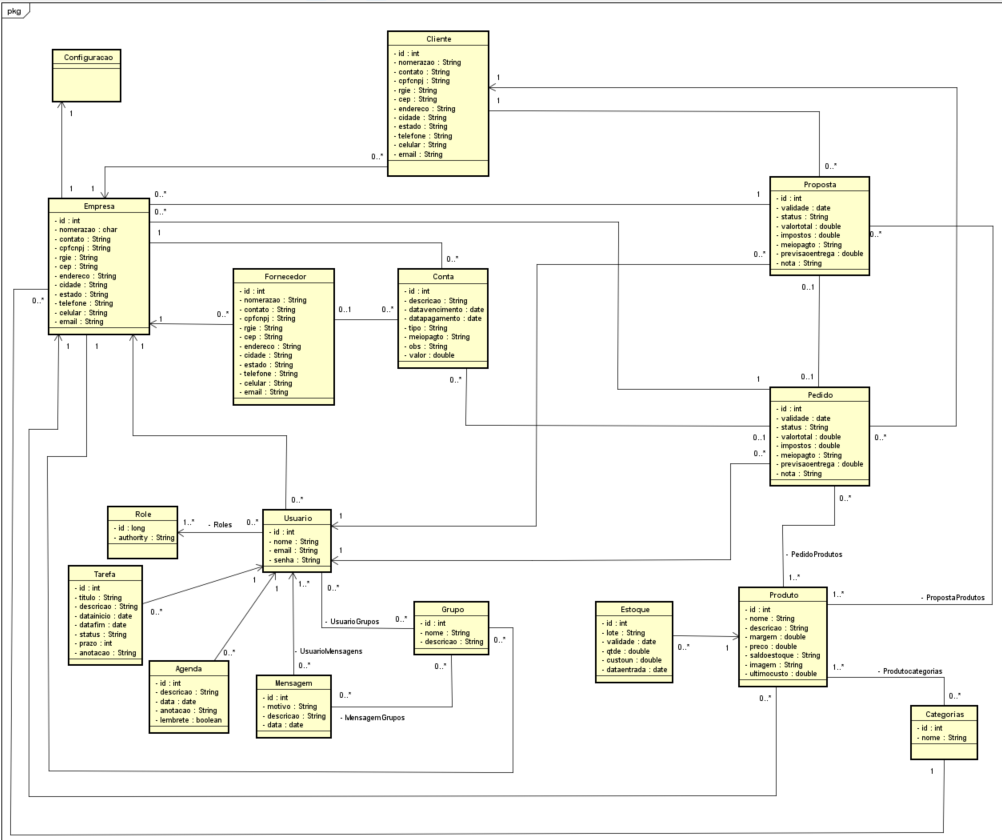 pkg
Configuracao
1
1
Cliente
- id : int
- nomerazao : String
- contato : String
- cpfcnpj : String
- rgie : String
- cep : String
- endereco : String
- cidade : String
- estado : String
- telefone : String
- celular : String
- email : String
1
1
0..*
1
0..*
Empresa
- id : int
- nomerazao : char
- contato : String
- cpfcnpj : String
- rgie : String
- cep : String
- endereco : String
- cidade : String
- estado : String
- telefone : String
- celular : String
- email : String
0..*
0..*
1
0..*
1
1
1
1
1
Proposta
- id : int
- validade : date
- status : String
- valortotal : double
- impostos : double
- meiopagto : String
- previsaoentrega : double
- nota : String
0..*
0..*
0..1
Fornecedor
- id : int
- nomerazao : String
- contato : String
- cpfcnpj : String
- rgie : String
- cep : String
- endereco : String
- cidade : String
- estado : String
- telefone : String
- celular : String
- email : String
0..*
0..1
0..*
0..*
Conta
- id : int
- descricao : String
- datavencimento : date
- datapagamento : date
- tipo : String
- meiopagto : String
- obs : String
- valor : double
0..*
0..1
1
Pedido
- id : int
- validade : date
- status : String
- valortotal : double
- impostos : double
- meiopagto : String
- previsaoentrega : double
- nota : String
0..1
0..*
0..*
0..*
Role
- id : long
- authority : String
1..*
- Roles
0..*
0..*
Usuario
- id : int
- nome : String
- email : String
- senha : String
1
1
- PedidoProdutos
1..*
Tarefa
- id : int
- titulo : String
- descricao : String
- datainicio : date
- datafim : date
- status : String
- prazo : int
- anotacao : String
0..*
1
1
1..*
0..*
- UsuarioGrupos
0..*
Grupo
- id : int
- nome : String
- descricao : String
0..*
0..*
- UsuarioMensagens
0..*
0..*
Agenda
- id : int
- descricao : String
- data : date
- anotacao : String
- lembrete : boolean
Mensagem
- id : int
- motivo : String
- descricao : String
- data : date
0..*
- MensagemGrupos
Estoque
- id : int
- lote : String
- validade : date
- qtde : double
- custoun : double
- dataentrada : date
0..*
1
Produto
- id : int
- nome : String
- descricao : String
- margem : double
- preco : double
- saldoestoque : String
- imagem : String
- ultimocusto : double
1..*
- PropostaProdutos
1..*
- Produtocategorias
0..*
0..*
Categorias
- id : int
- nome : String
1